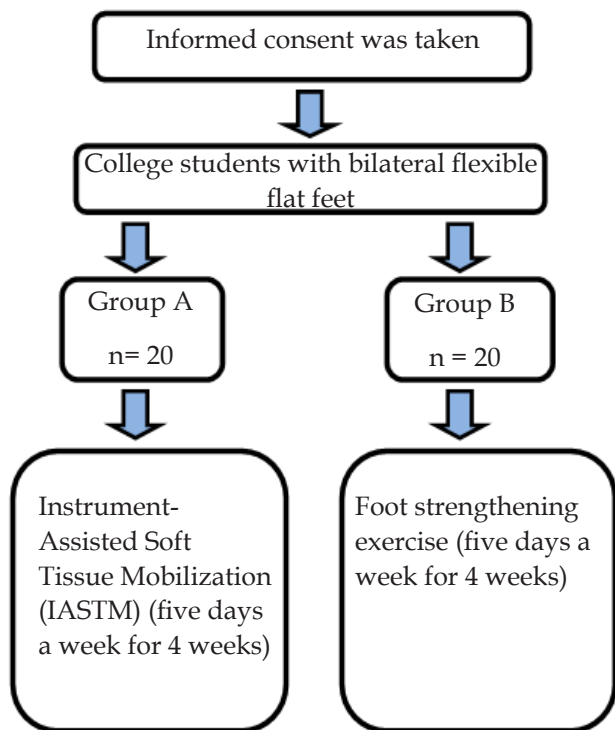 Informed consent was taken
College students with bilateral flexible
flat feet
Group A
n= 20
Group B
n = 20
Instrument-
Assisted Soft
Tissue Mobilization
(IASTM) (five days
a week for 4 weeks)
Foot strengthening
exercise (five days a
week for 4 weeks)